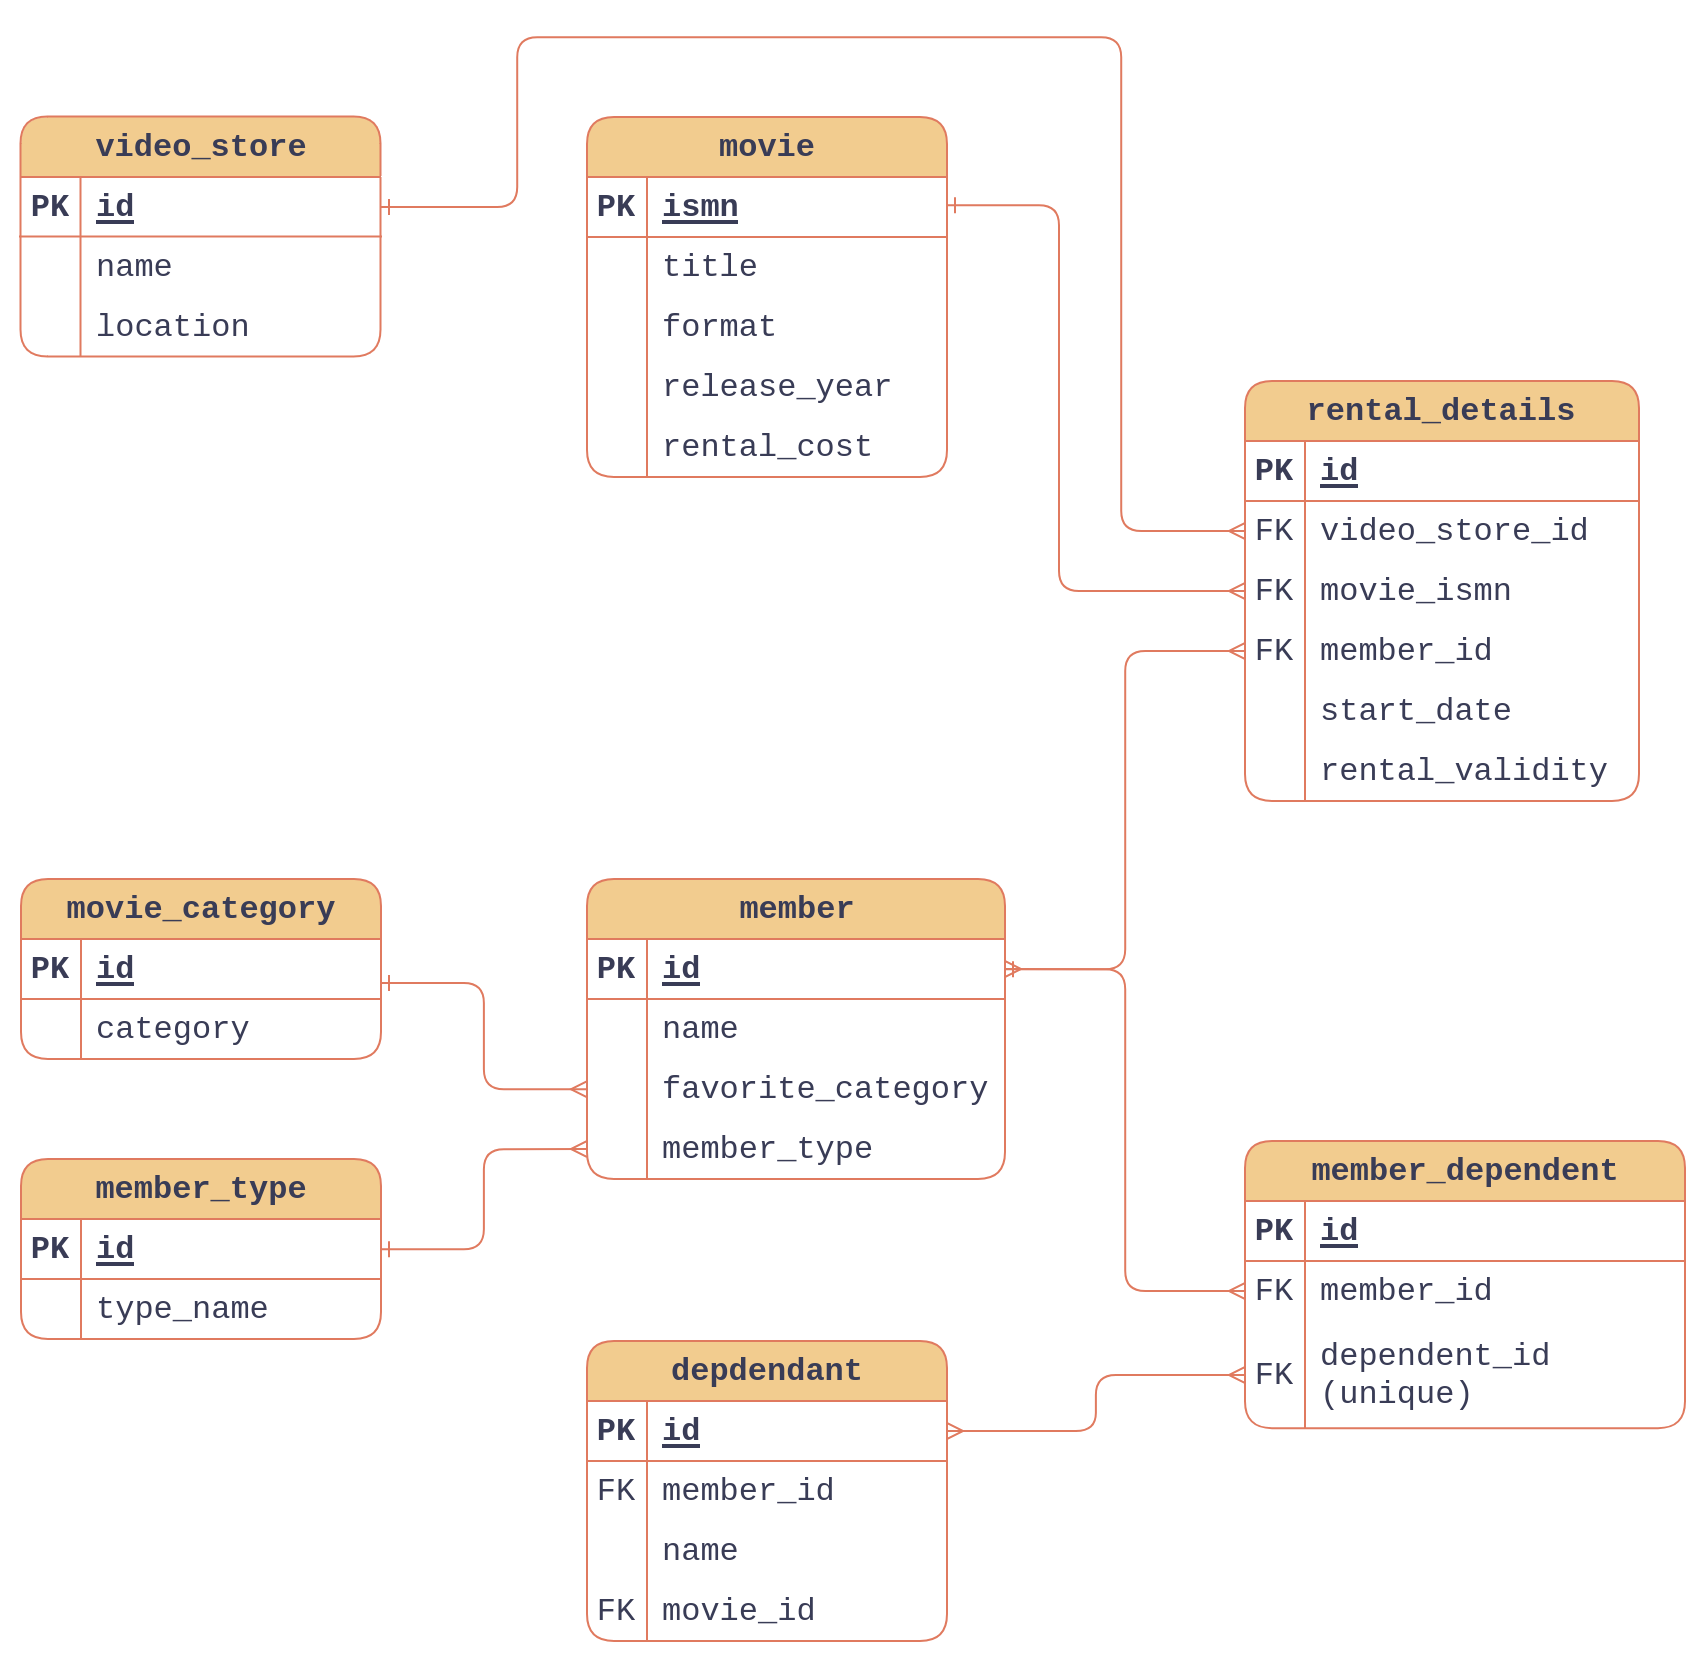 video_store
PK id
name
location
movie
PK ismn
title
format
release_year
rental_cost
rental_details
PK id
FK video_store_id
FK movie_ismn
FK member_id
start_date
rental_validity
movie_category
PK id
category
member
PK id
name
favorite_category
member_type
member_type
PK id
type_name
member_dependent
PK id
FK member_id
FK dependent_id
(unique)
depdendant
PK id
FK member_id
name
FK movie_id